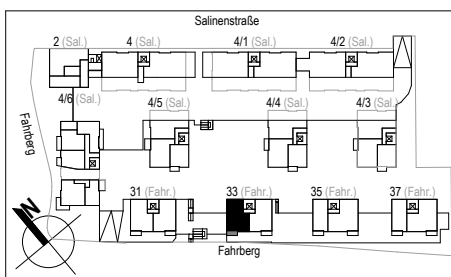 Salinenstraße
2 (Sal.) 4 (Sal.) 4/1 (Sal.) 4/2 (Sal.)
4/6 (Sal.) 4/5 (Sal.) 4/4 (Sal.) 4/3 (Sal.)
Fahrberg
31 (Fahr.) 33 (Fahr.) 35 (Fahr.) 37 (Fahr.)
N
Fahrberg